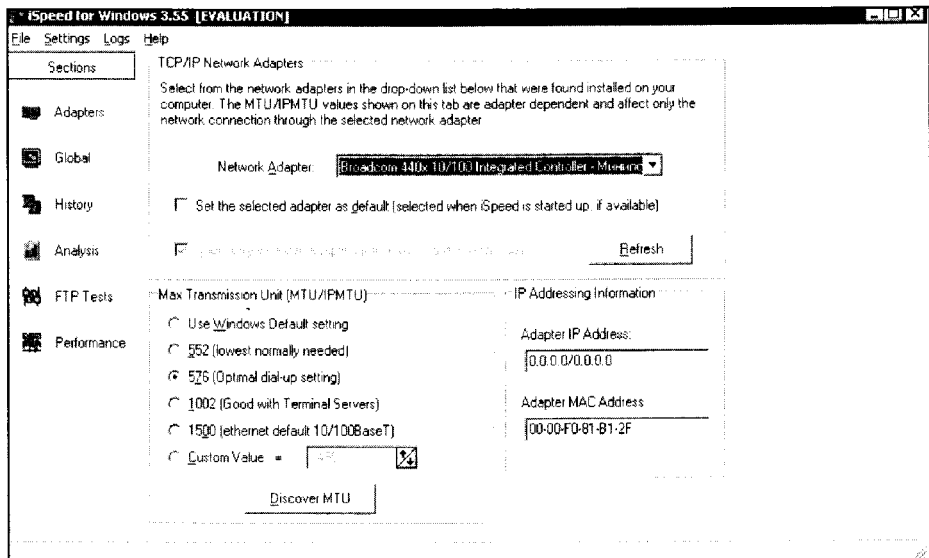 iSpeed for Windows 3.55 [EVALUATION]
File Settings Logs Help
Sections
Adapters
Global
History
Analysis
FTP Tests
Performance
TCP/IP Network Adapters
Select from the network adapters in the drop-down list below that were found installed on your
computer. The MTU/IPMTU values shown on this tab are adapter dependent and affect only the
network connection through the selected network adapter
Network Adapter:
Broadcom 440x 10/100 Integrated Controller -
Set the selected adapter as default (selected when iSpeed is started up, if available)
Refresh
Max Transmission Unit (MTU/IPMTU)
Use Windows Default setting
552 (lowest normally needed)
576 (Optimal dial-up setting)
1002 (Good with Terminal Servers)
1500 (ethernet default 10/100BaseT)
Custom Value =
Discover MTU
IP Addressing Information
Adapter IP Address:
0.0.0.0/0.0.0.0
Adapter MAC Address
00-00-F0-81-B1-2F